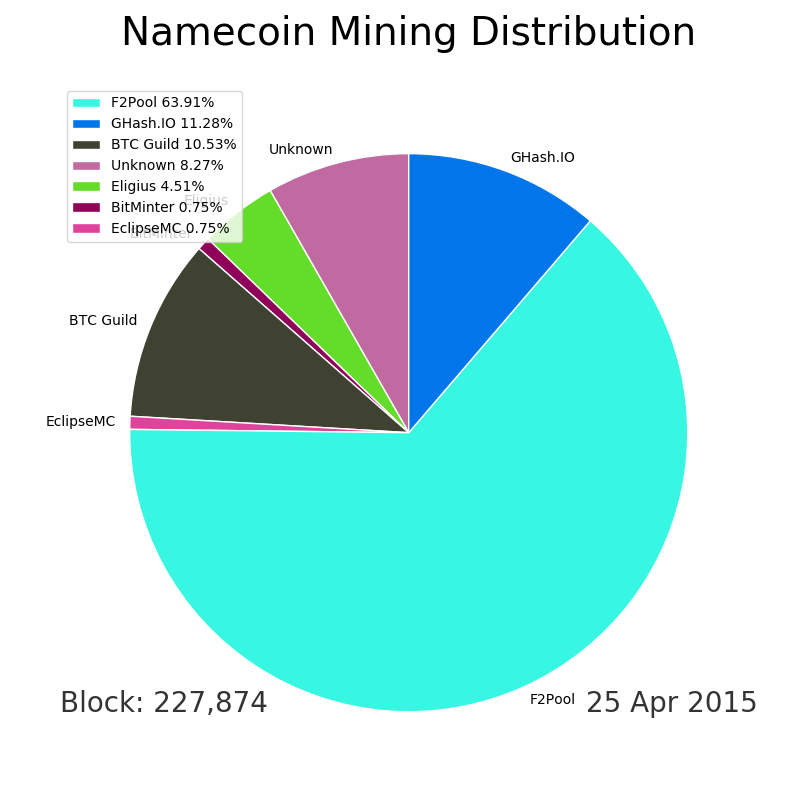 Namecoin Mining Distribution
F2Pool 63.91%
GHash.IO 11.28%
BTC Guild 10.53%
Unknown 8.27%
Eligius 4.51%
BitMinter 0.75%
EclipseMC 0.75%
Unknown
GHash.IO
Eligius
BitMinter
BTC Guild
EclipseMC
F2Pool
Block: 227,874
25 Apr 2015